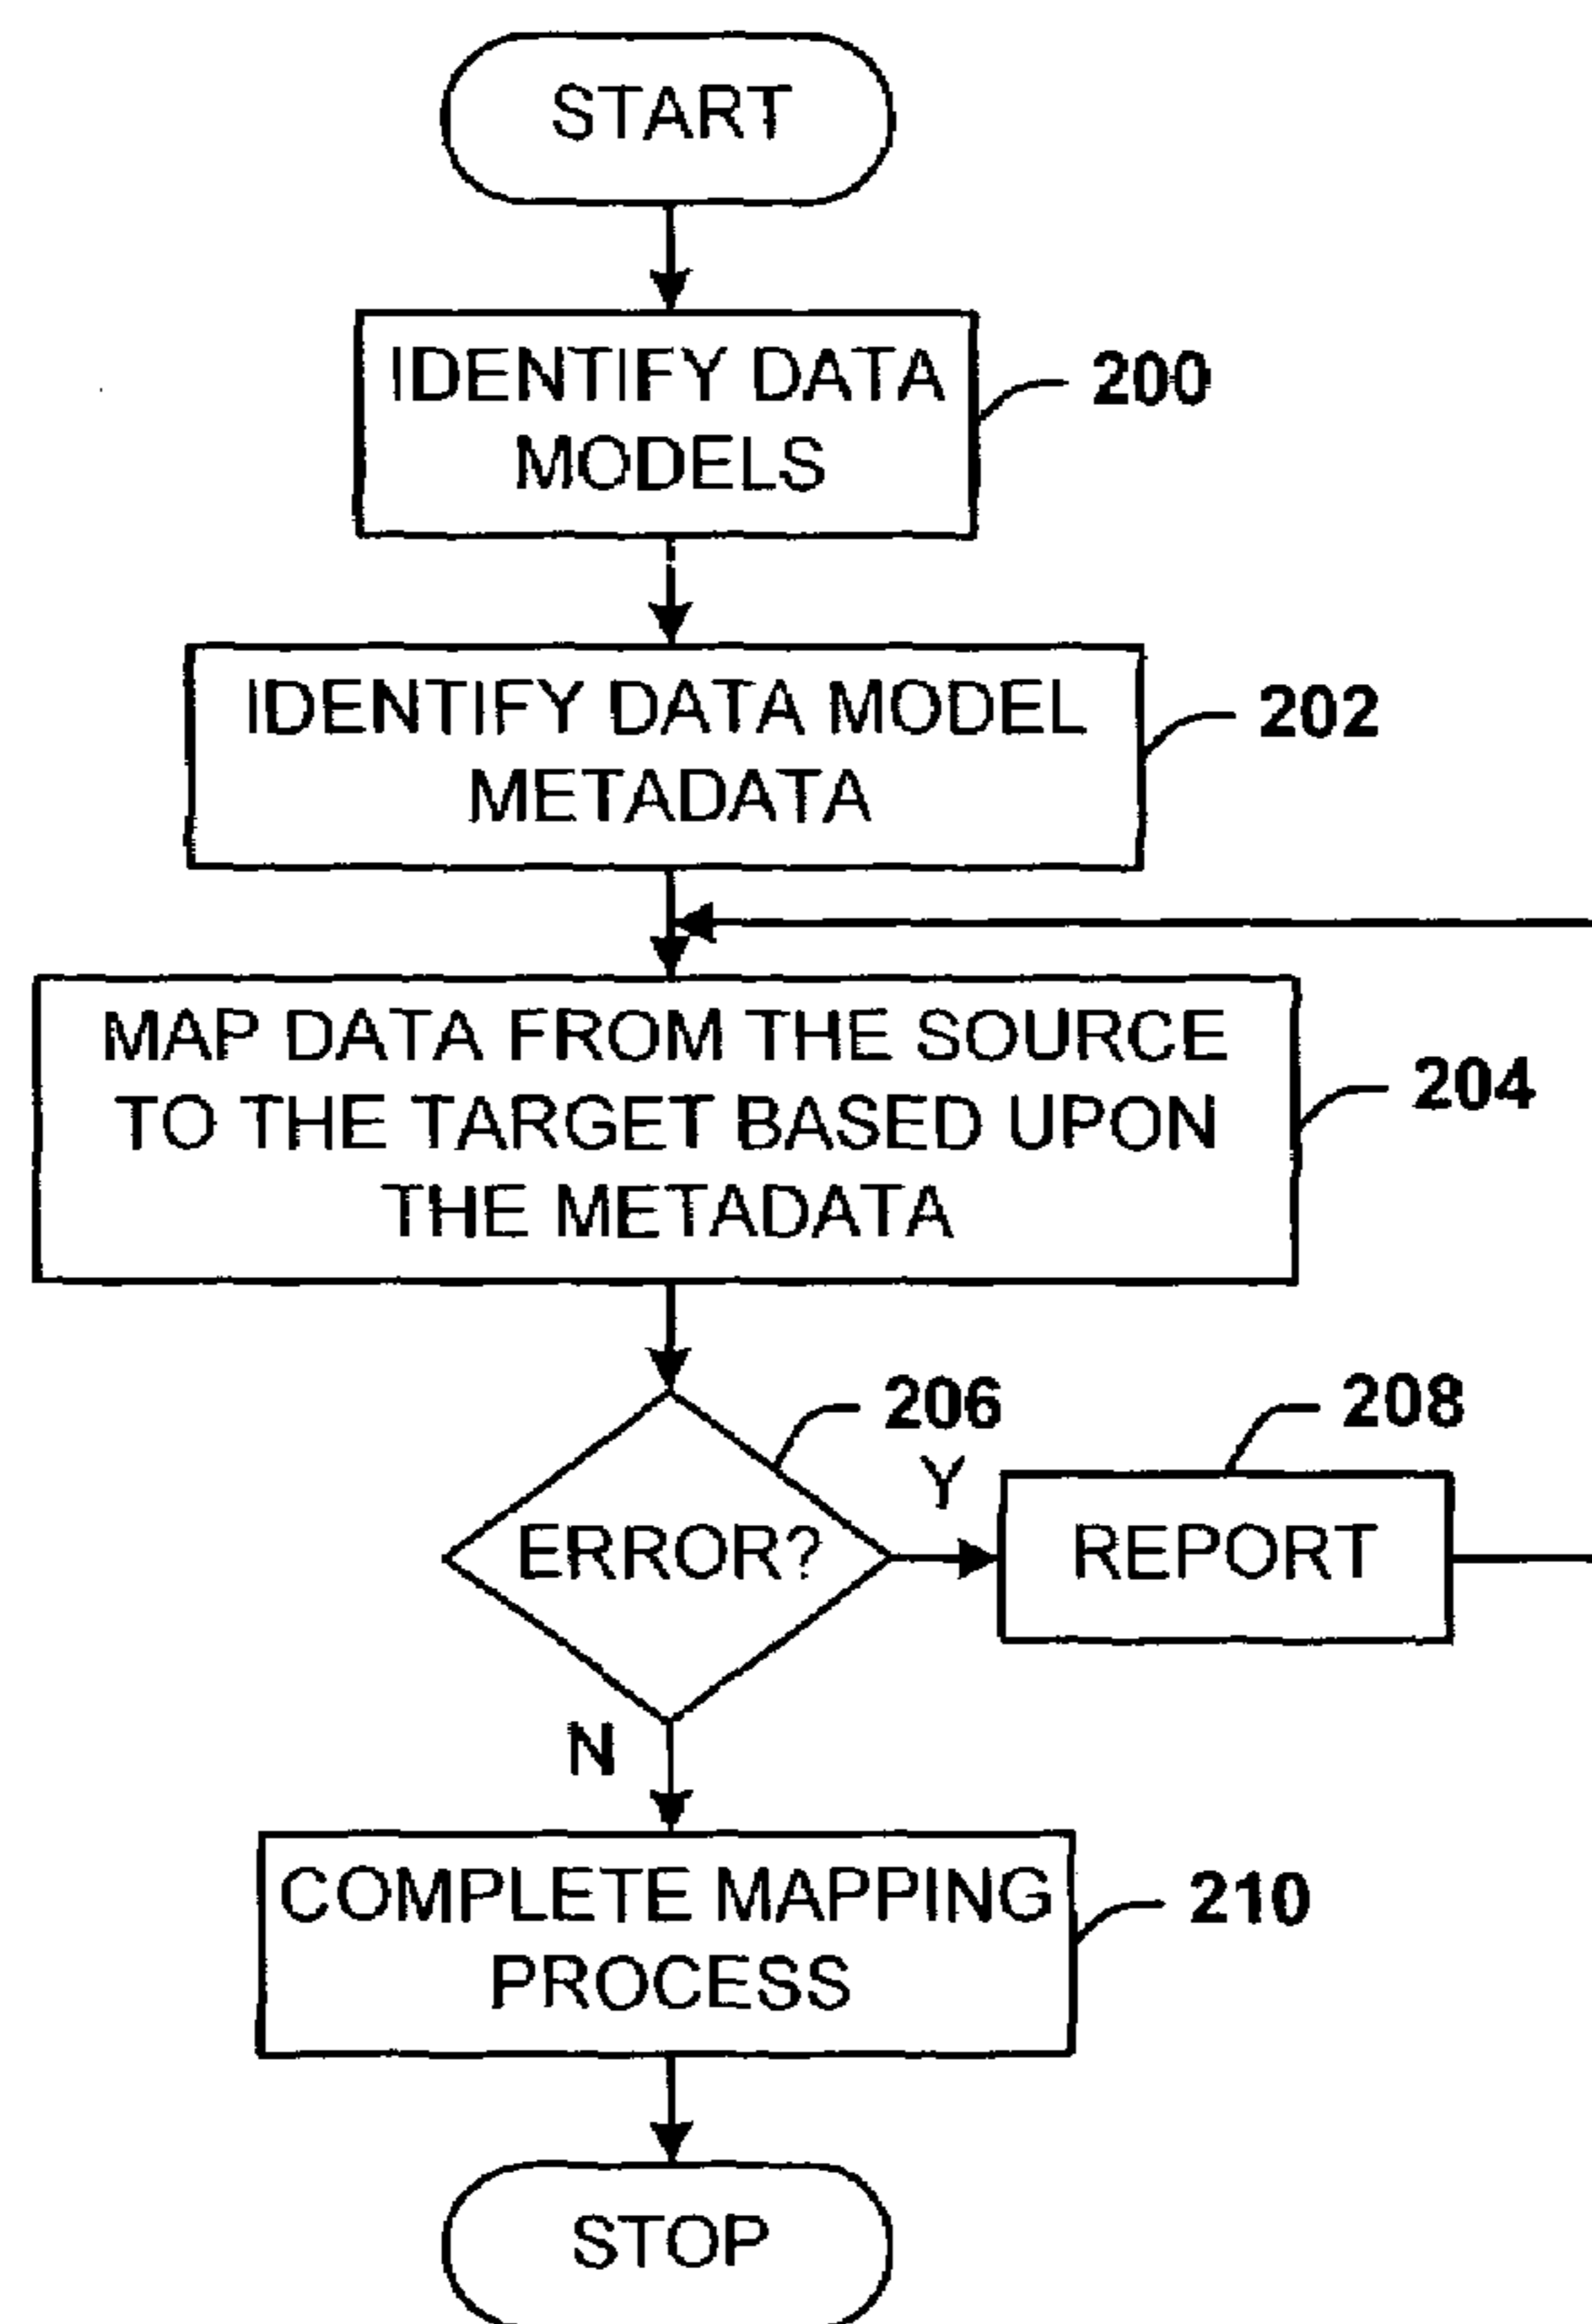 START
IDENTIFY DATA
MODELS
200
IDENTIFY DATA MODEL
METADATA
202
MAP DATA FROM THE SOURCE
TO THE TARGET BASED UPON
THE METADATA
204
206
ERROR?
Y
208
REPORT
N
COMPLETE MAPPING
PROCESS
210
STOP